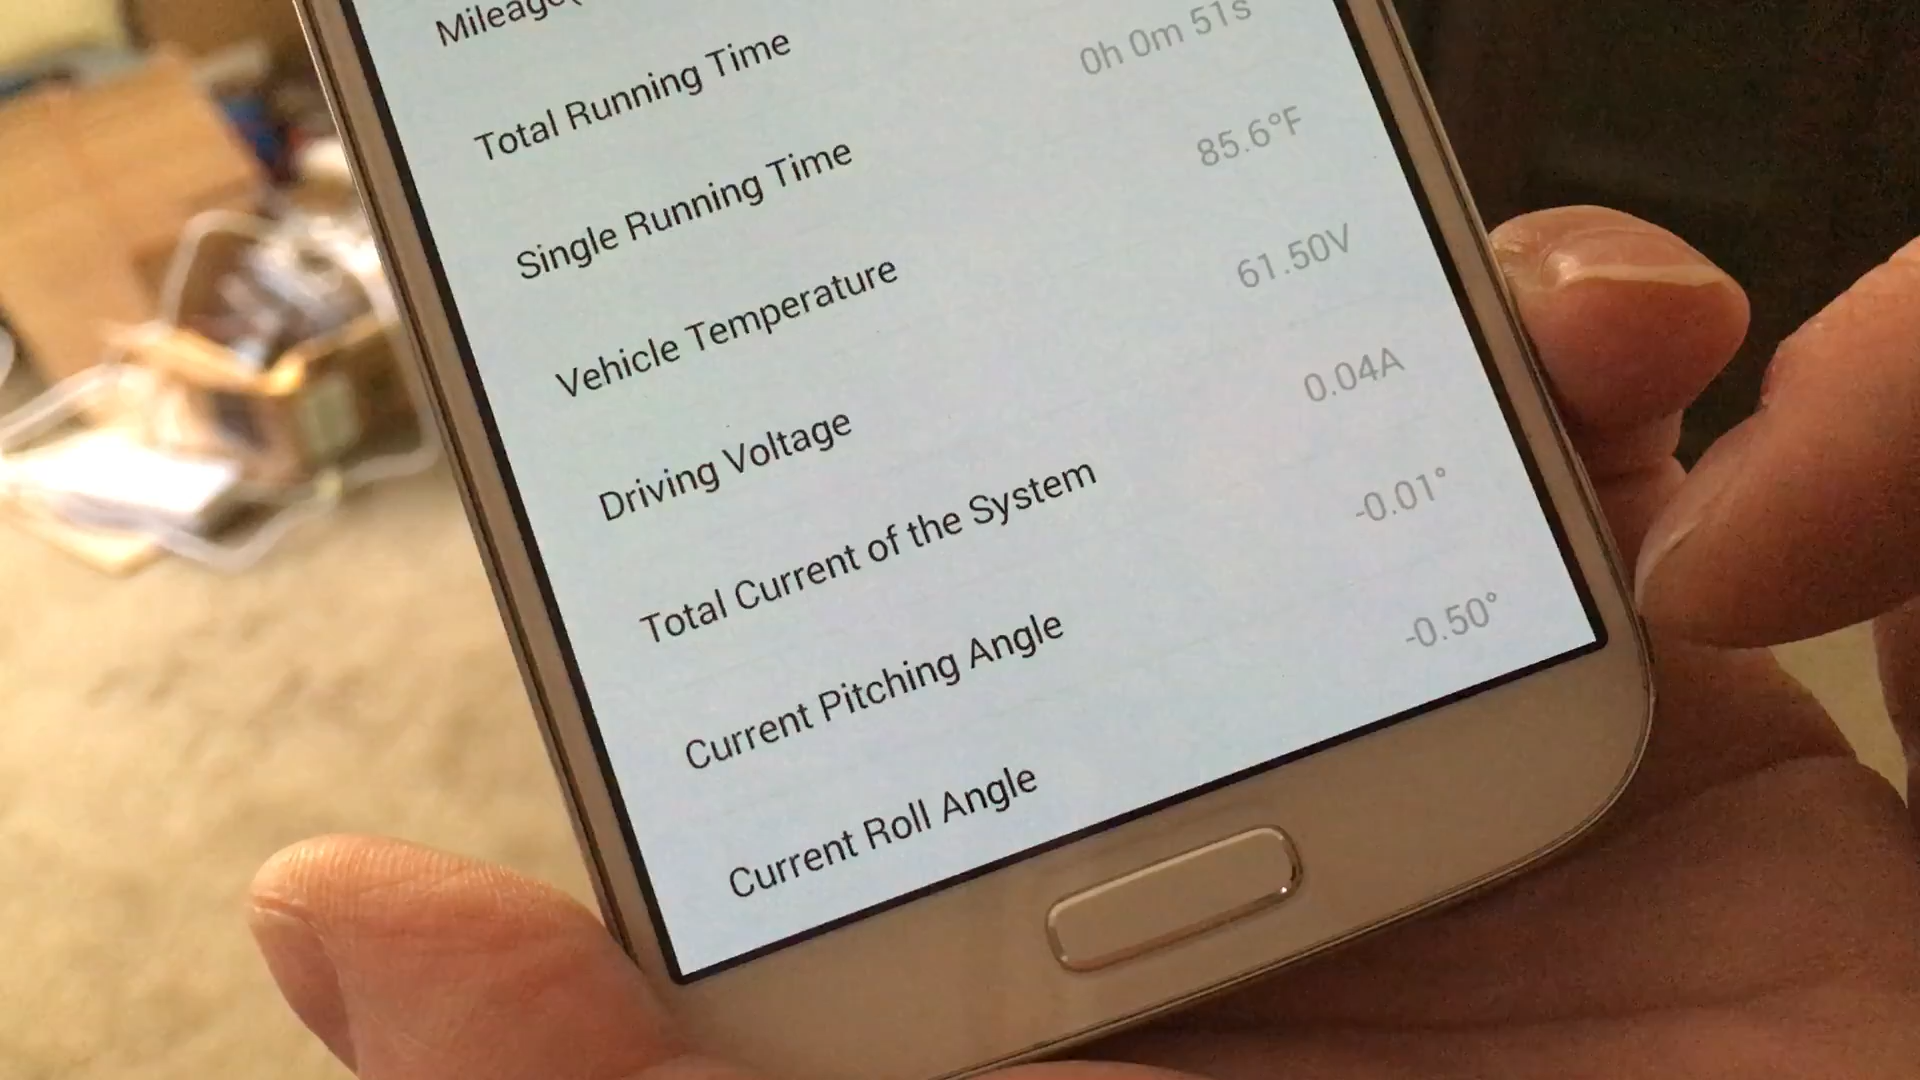 Total Running Time
Single Running Time 0h 0m 51s
Vehicle Temperature 85.6°F
Driving Voltage 61.50V
Total Current of the System 0.04A
Current Pitching Angle -0.01°
Current Roll Angle -0.50°